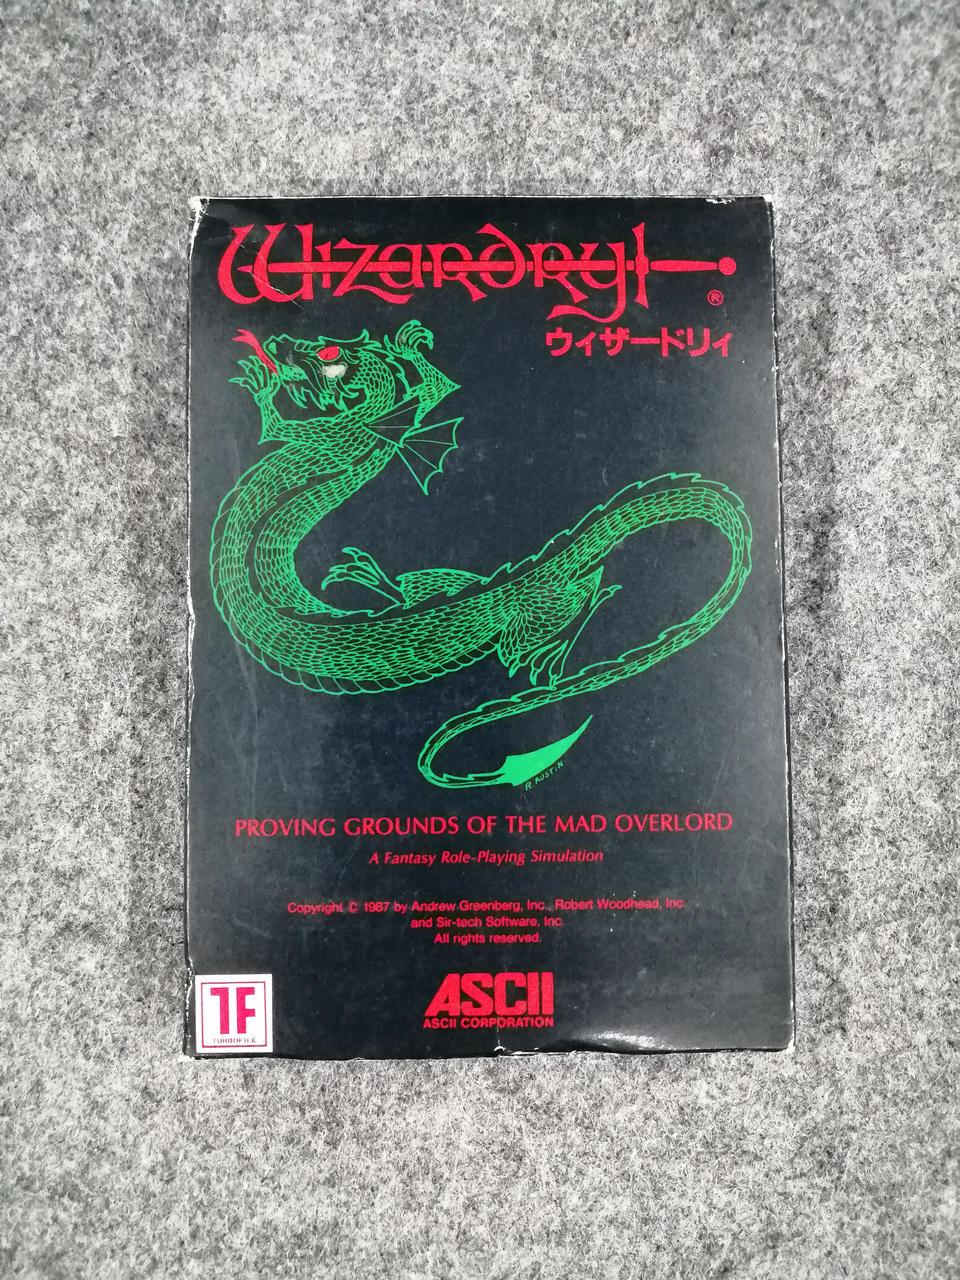 Wizardry
®
ウィザードリィ
R. AUSTIN
PROVING GROUNDS OF THE MAD OVERLORD
A Fantasy Role-Playing Simulation
Copyright © 1987 by Andrew Greenberg, Inc., Robert Woodhead, Inc.
and Sir-tech Software, Inc.
All rights reserved.
ASCII
ASCII CORPORATION
TF
TURBOFILE